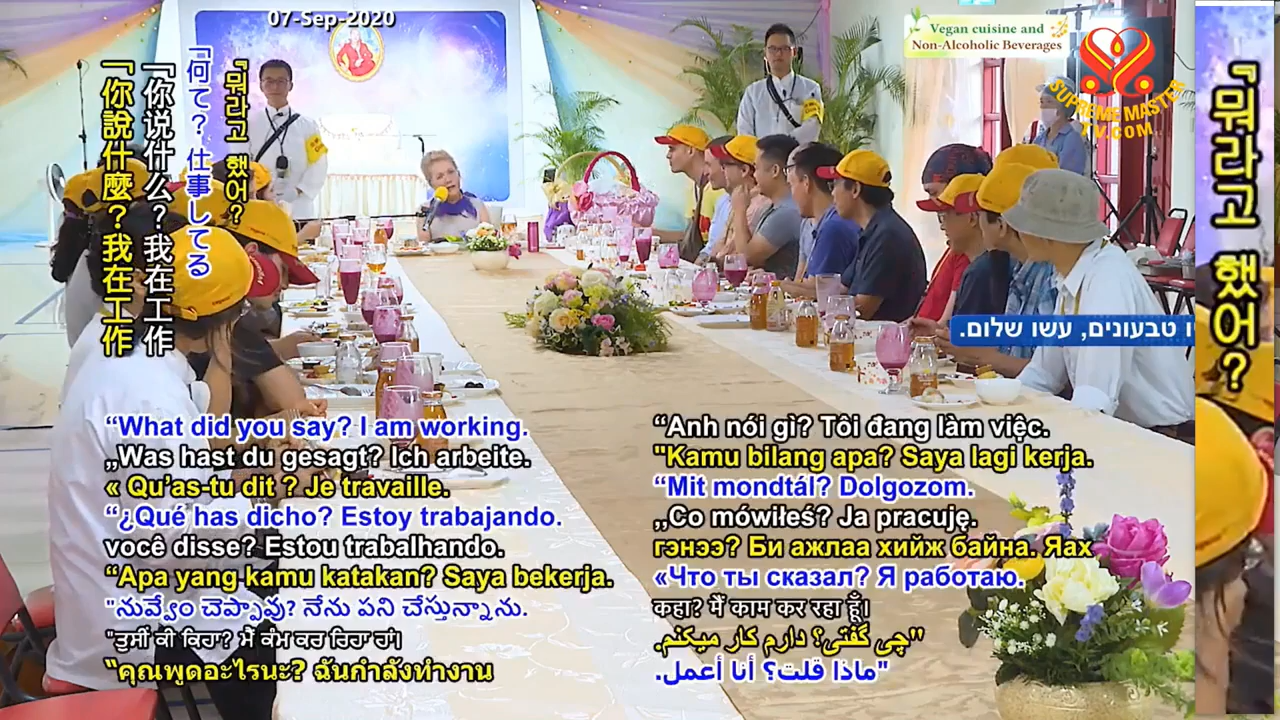 07-Sep-2020
Vegan cuisine and
Non-Alcoholic Beverages
SUPREME MASTER
TV.COM
「你說什麼？我在工作
「你说什么？我在工作
「何て？ 仕事してる
『뭐라고 했어?
『뭐라고 했어?
ו טבעונים, עשו שלום.
“What did you say? I am working.
„Was hast du gesagt? Ich arbeite.
« Qu’as-tu dit ? Je travaille.
“¿Qué has dicho? Estoy trabajando.
você disse? Estou trabalhando.
“Apa yang kamu katakan? Saya bekerja.
"నువ్వేం చెప్పావు? నేను పని చేస్తున్నాను.
"ਤੁਸੀਂ ਕੀ ਕਿਹਾ? ਮੈਂ ਕੰਮ ਕਰ ਰਿਹਾ ਹਾਂ।
“คุณพูดอะไรนะ? ฉันกำลังทำงาน
“Anh nói gì? Tôi đang làm việc.
"Kamu bilang apa? Saya lagi kerja.
“Mit mondtál? Dolgozom.
„Co mówiłeś? Ja pracuję.
гэнээ? Би ажлаа хийж байна. Яах
«Что ты сказал? Я работаю.
कहा? मैं काम कर रहा हूँ।
"چی گفتی؟ دارم کار میکنم.
"ماذا قلت؟ أنا أعمل.